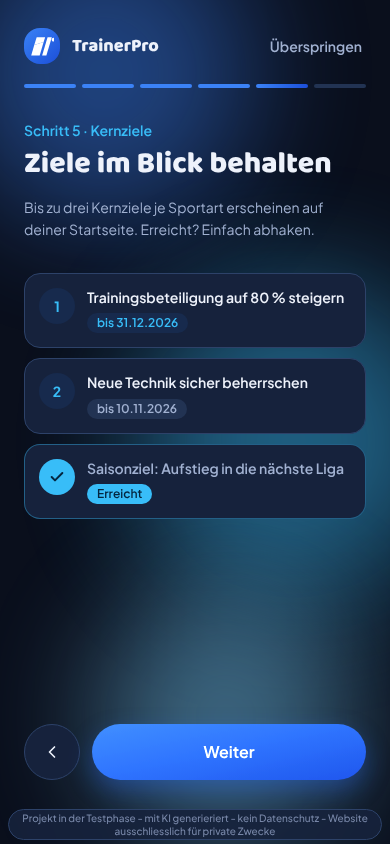 TrainerPro
Überspringen
Schritt 5 · Kernziele
Ziele im Blick behalten
Bis zu drei Kernziele je Sportart erscheinen auf
deiner Startseite. Erreicht? Einfach abhaken.
1
Trainingsbeteiligung auf 80 % steigern
bis 31.12.2026
2
Neue Technik sicher beherrschen
bis 10.11.2026
Saisonziel: Aufstieg in die nächste Liga
Erreicht
Weiter
Projekt in der Testphase – mit KI generieriert – kein Datenschutz – Website
ausschliesslich für private Zwecke